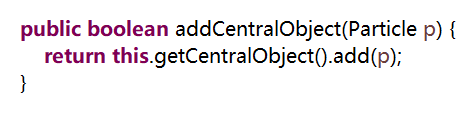 public boolean addCentralObject(Particle p) {
    return this.getCentralObject().add(p);
}